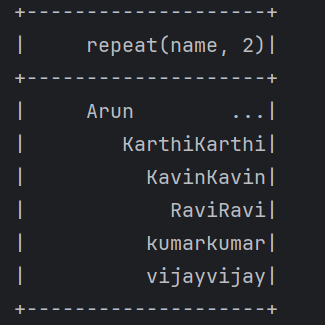 +--------------------+
|     repeat(name, 2)|
+--------------------+
|     Arun        ...|
|        KarthiKarthi|
|          KavinKavin|
|            RaviRavi|
|          kumarkumar|
|          vijayvijay|
+--------------------+